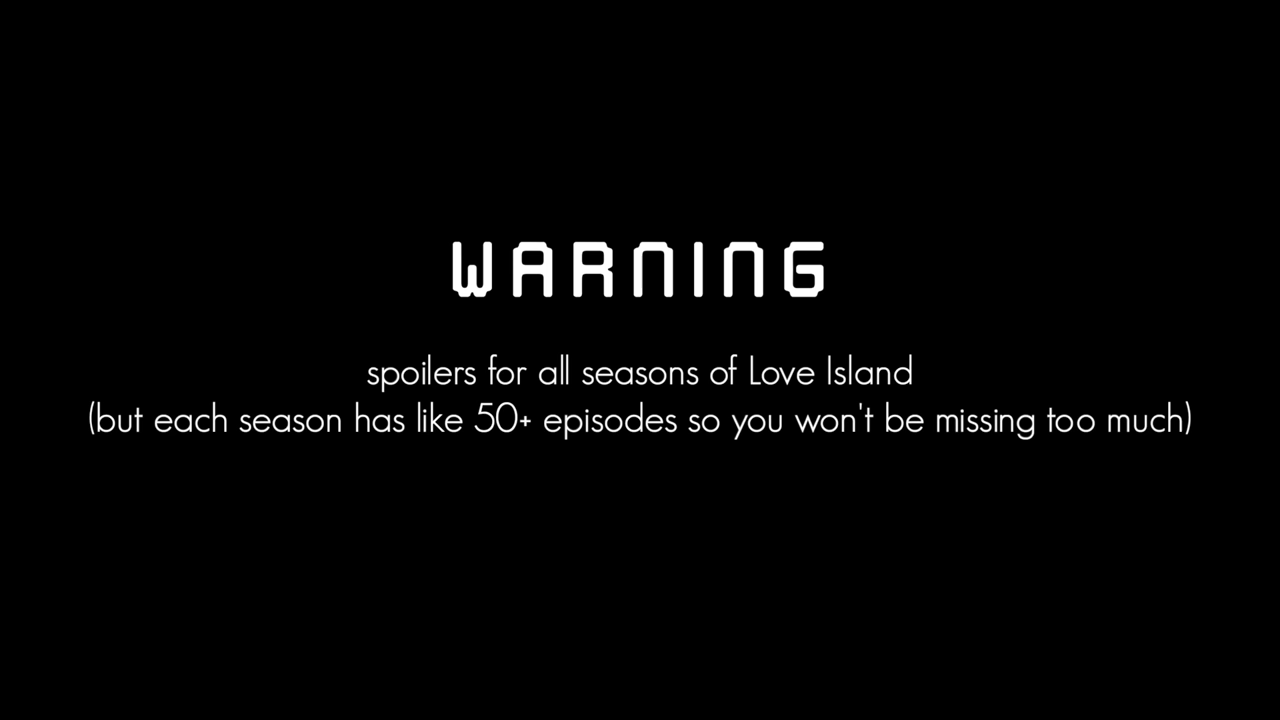 WARNING
spoilers for all seasons of Love Island
(but each season has like 50+ episodes so you won't be missing too much)